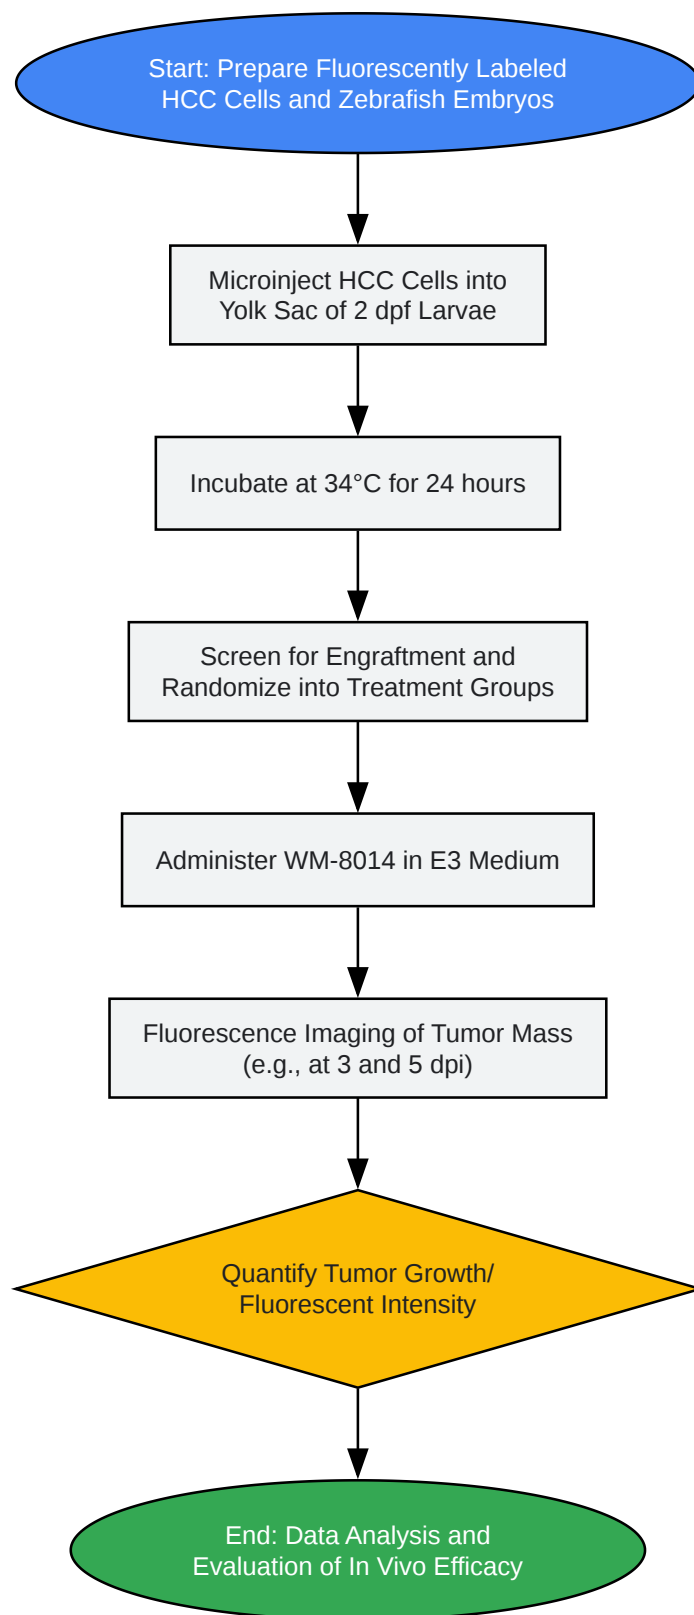 Start: Prepare Fluorescently Labeled
HCC Cells and Zebrafish Embryos
Microinject HCC Cells into
Yolk Sac of 2 dpf Larvae
Incubate at 34°C for 24 hours
Screen for Engraftment and
Randomize into Treatment Groups
Administer WM-8014 in E3 Medium
Fluorescence Imaging of Tumor Mass
(e.g., at 3 and 5 dpi)
Quantify Tumor Growth/
Fluorescent Intensity
End: Data Analysis and
Evaluation of In Vivo Efficacy